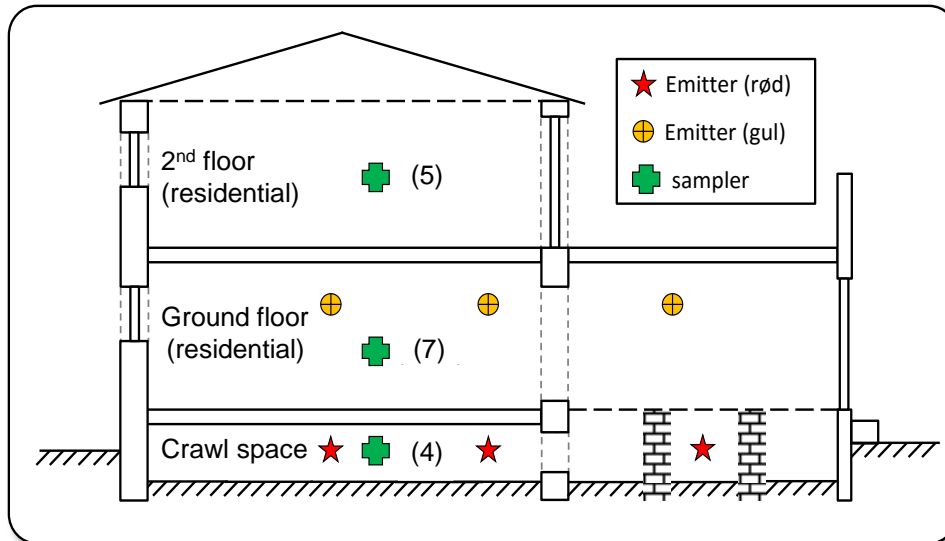 2nd floor
(residential)
(5)
Emitter (rød)
Emitter (gul)
sampler
Ground floor
(residential)
(7)
Crawl space
(4)